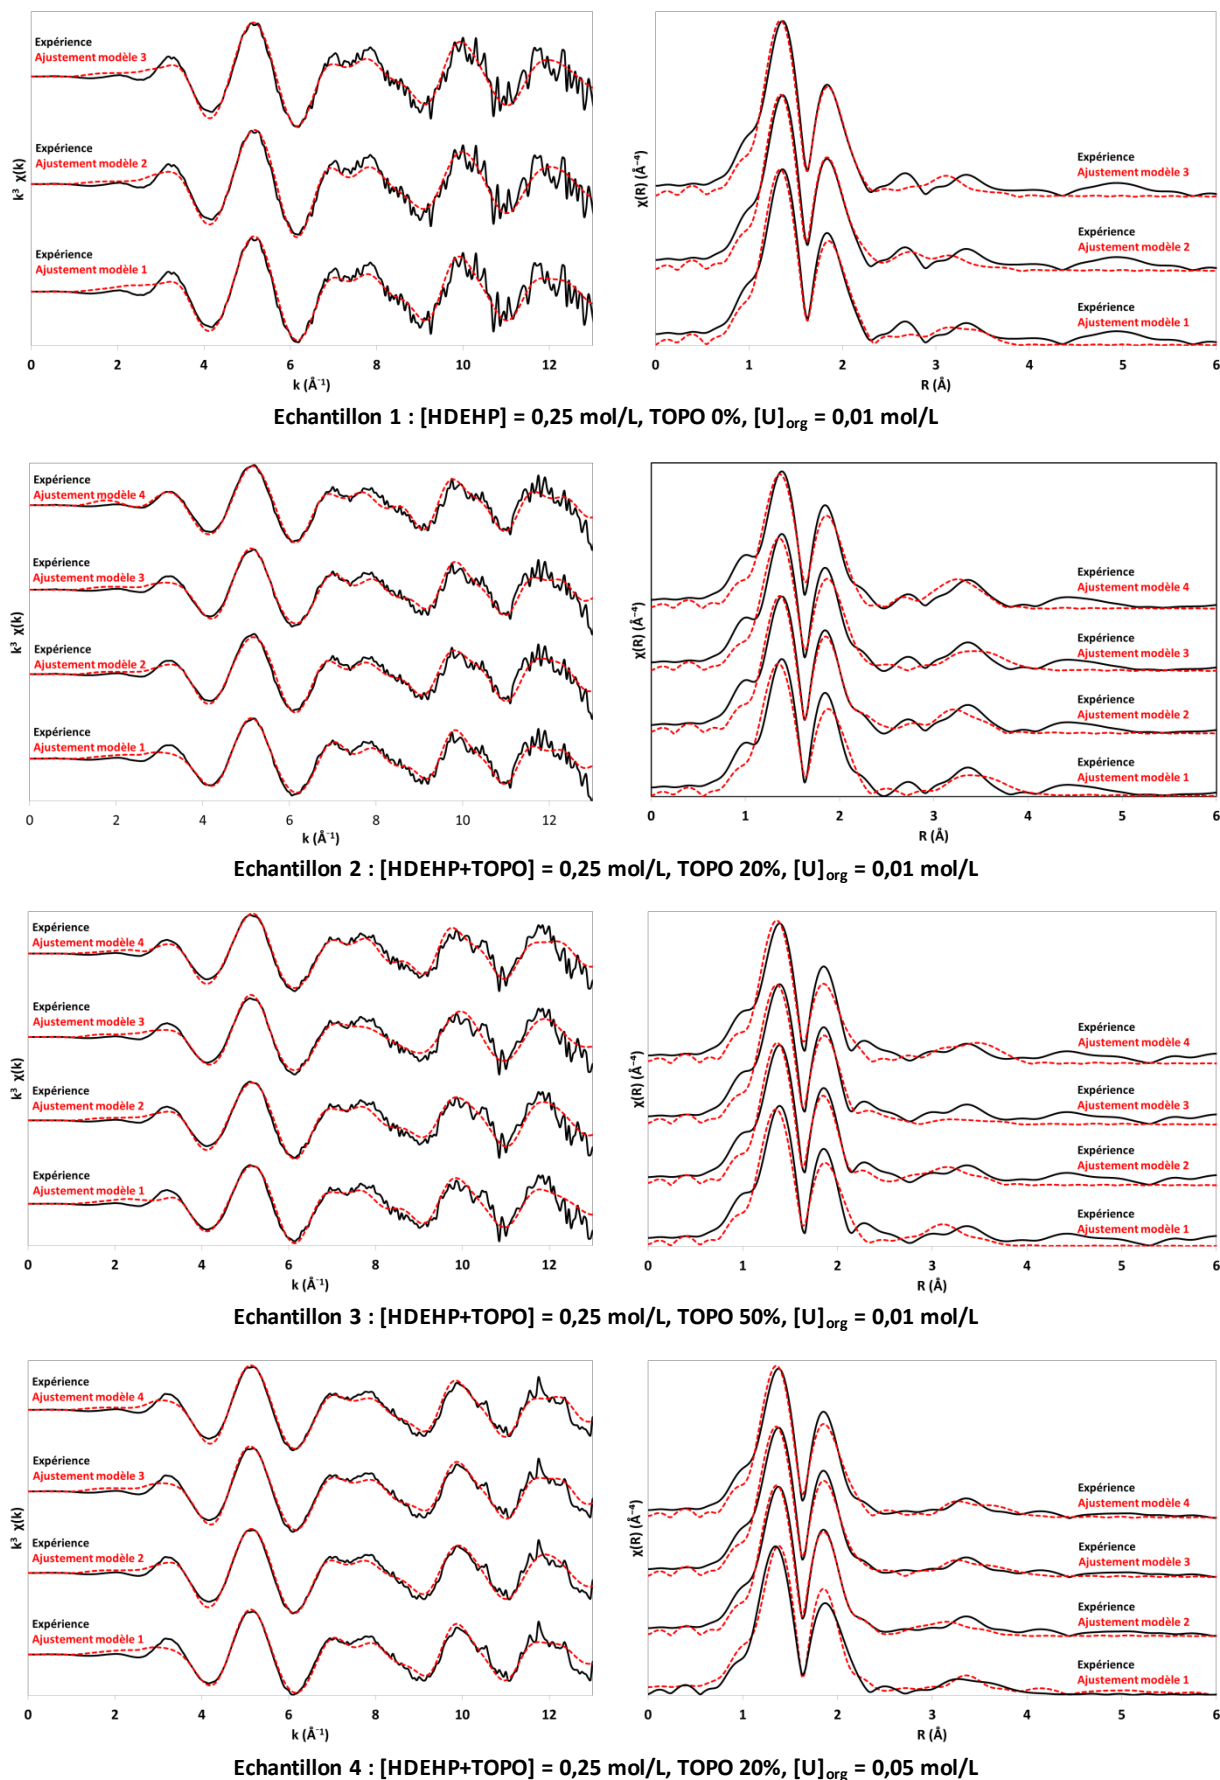 Expérience
Ajustement modèle 3
Expérience
Ajustement modèle 2
Expérience
Ajustement modèle 1
k³ χ(k)
0 2 4 6 8 10 12
k (Å⁻¹)
Expérience
Ajustement modèle 3
Expérience
Ajustement modèle 2
Expérience
Ajustement modèle 1
χ(R) (Å⁻⁴)
0 1 2 3 4 5 6
R (Å)
Echantillon 1 : [HDEHP] = 0,25 mol/L, TOPO 0%, [U]org = 0,01 mol/L
Expérience
Ajustement modèle 4
Expérience
Ajustement modèle 3
Expérience
Ajustement modèle 2
Expérience
Ajustement modèle 1
k³ χ(k)
0 2 4 6 8 10 12
k (Å⁻¹)
Expérience
Ajustement modèle 4
Expérience
Ajustement modèle 3
Expérience
Ajustement modèle 2
Expérience
Ajustement modèle 1
χ(R) (Å⁻⁴)
0 1 2 3 4 5 6
R (Å)
Echantillon 2 : [HDEHP+TOPO] = 0,25 mol/L, TOPO 20%, [U]org = 0,01 mol/L
Expérience
Ajustement modèle 4
Expérience
Ajustement modèle 3
Expérience
Ajustement modèle 2
Expérience
Ajustement modèle 1
k³ χ(k)
0 2 4 6 8 10 12
k (Å⁻¹)
Expérience
Ajustement modèle 4
Expérience
Ajustement modèle 3
Expérience
Ajustement modèle 2
Expérience
Ajustement modèle 1
χ(R) (Å⁻⁴)
0 1 2 3 4 5 6
R (Å)
Echantillon 3 : [HDEHP+TOPO] = 0,25 mol/L, TOPO 50%, [U]org = 0,01 mol/L
Expérience
Ajustement modèle 4
Expérience
Ajustement modèle 3
Expérience
Ajustement modèle 2
Expérience
Ajustement modèle 1
k³ χ(k)
0 2 4 6 8 10 12
k (Å⁻¹)
Expérience
Ajustement modèle 4
Expérience
Ajustement modèle 3
Expérience
Ajustement modèle 2
Expérience
Ajustement modèle 1
χ(R) (Å⁻⁴)
0 1 2 3 4 5 6
R (Å)
Echantillon 4 : [HDEHP+TOPO] = 0,25 mol/L, TOPO 20%, [U]org = 0,05 mol/L